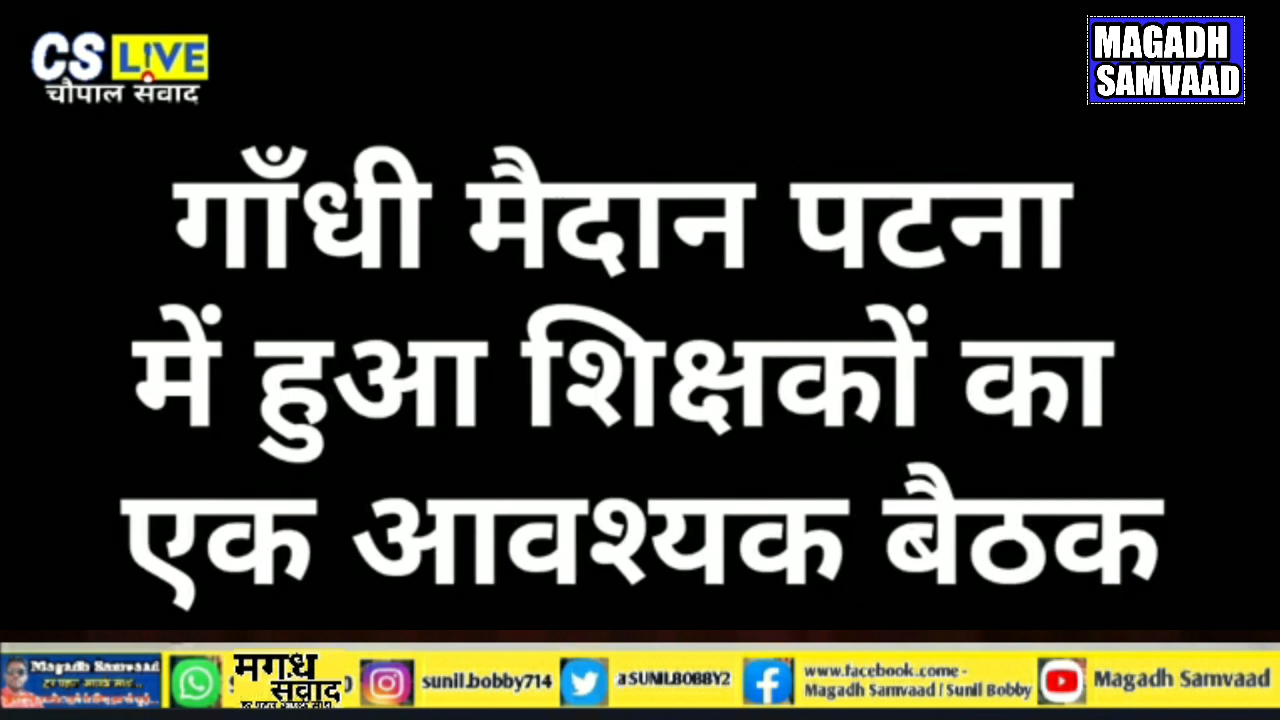 CS LIVE
चौपाल संवाद
MAGADH
SAMVAAD
गाँधी मैदान पटना
में हुआ शिक्षकों का
एक आवश्यक बैठक
Magadh Samvaad
मगध
संवाद
sunil.bobby714
@SUNILBOBBY2
www.facebook.come -
Magadh Samvaad / Sunil Bobby
Magadh Samvaad